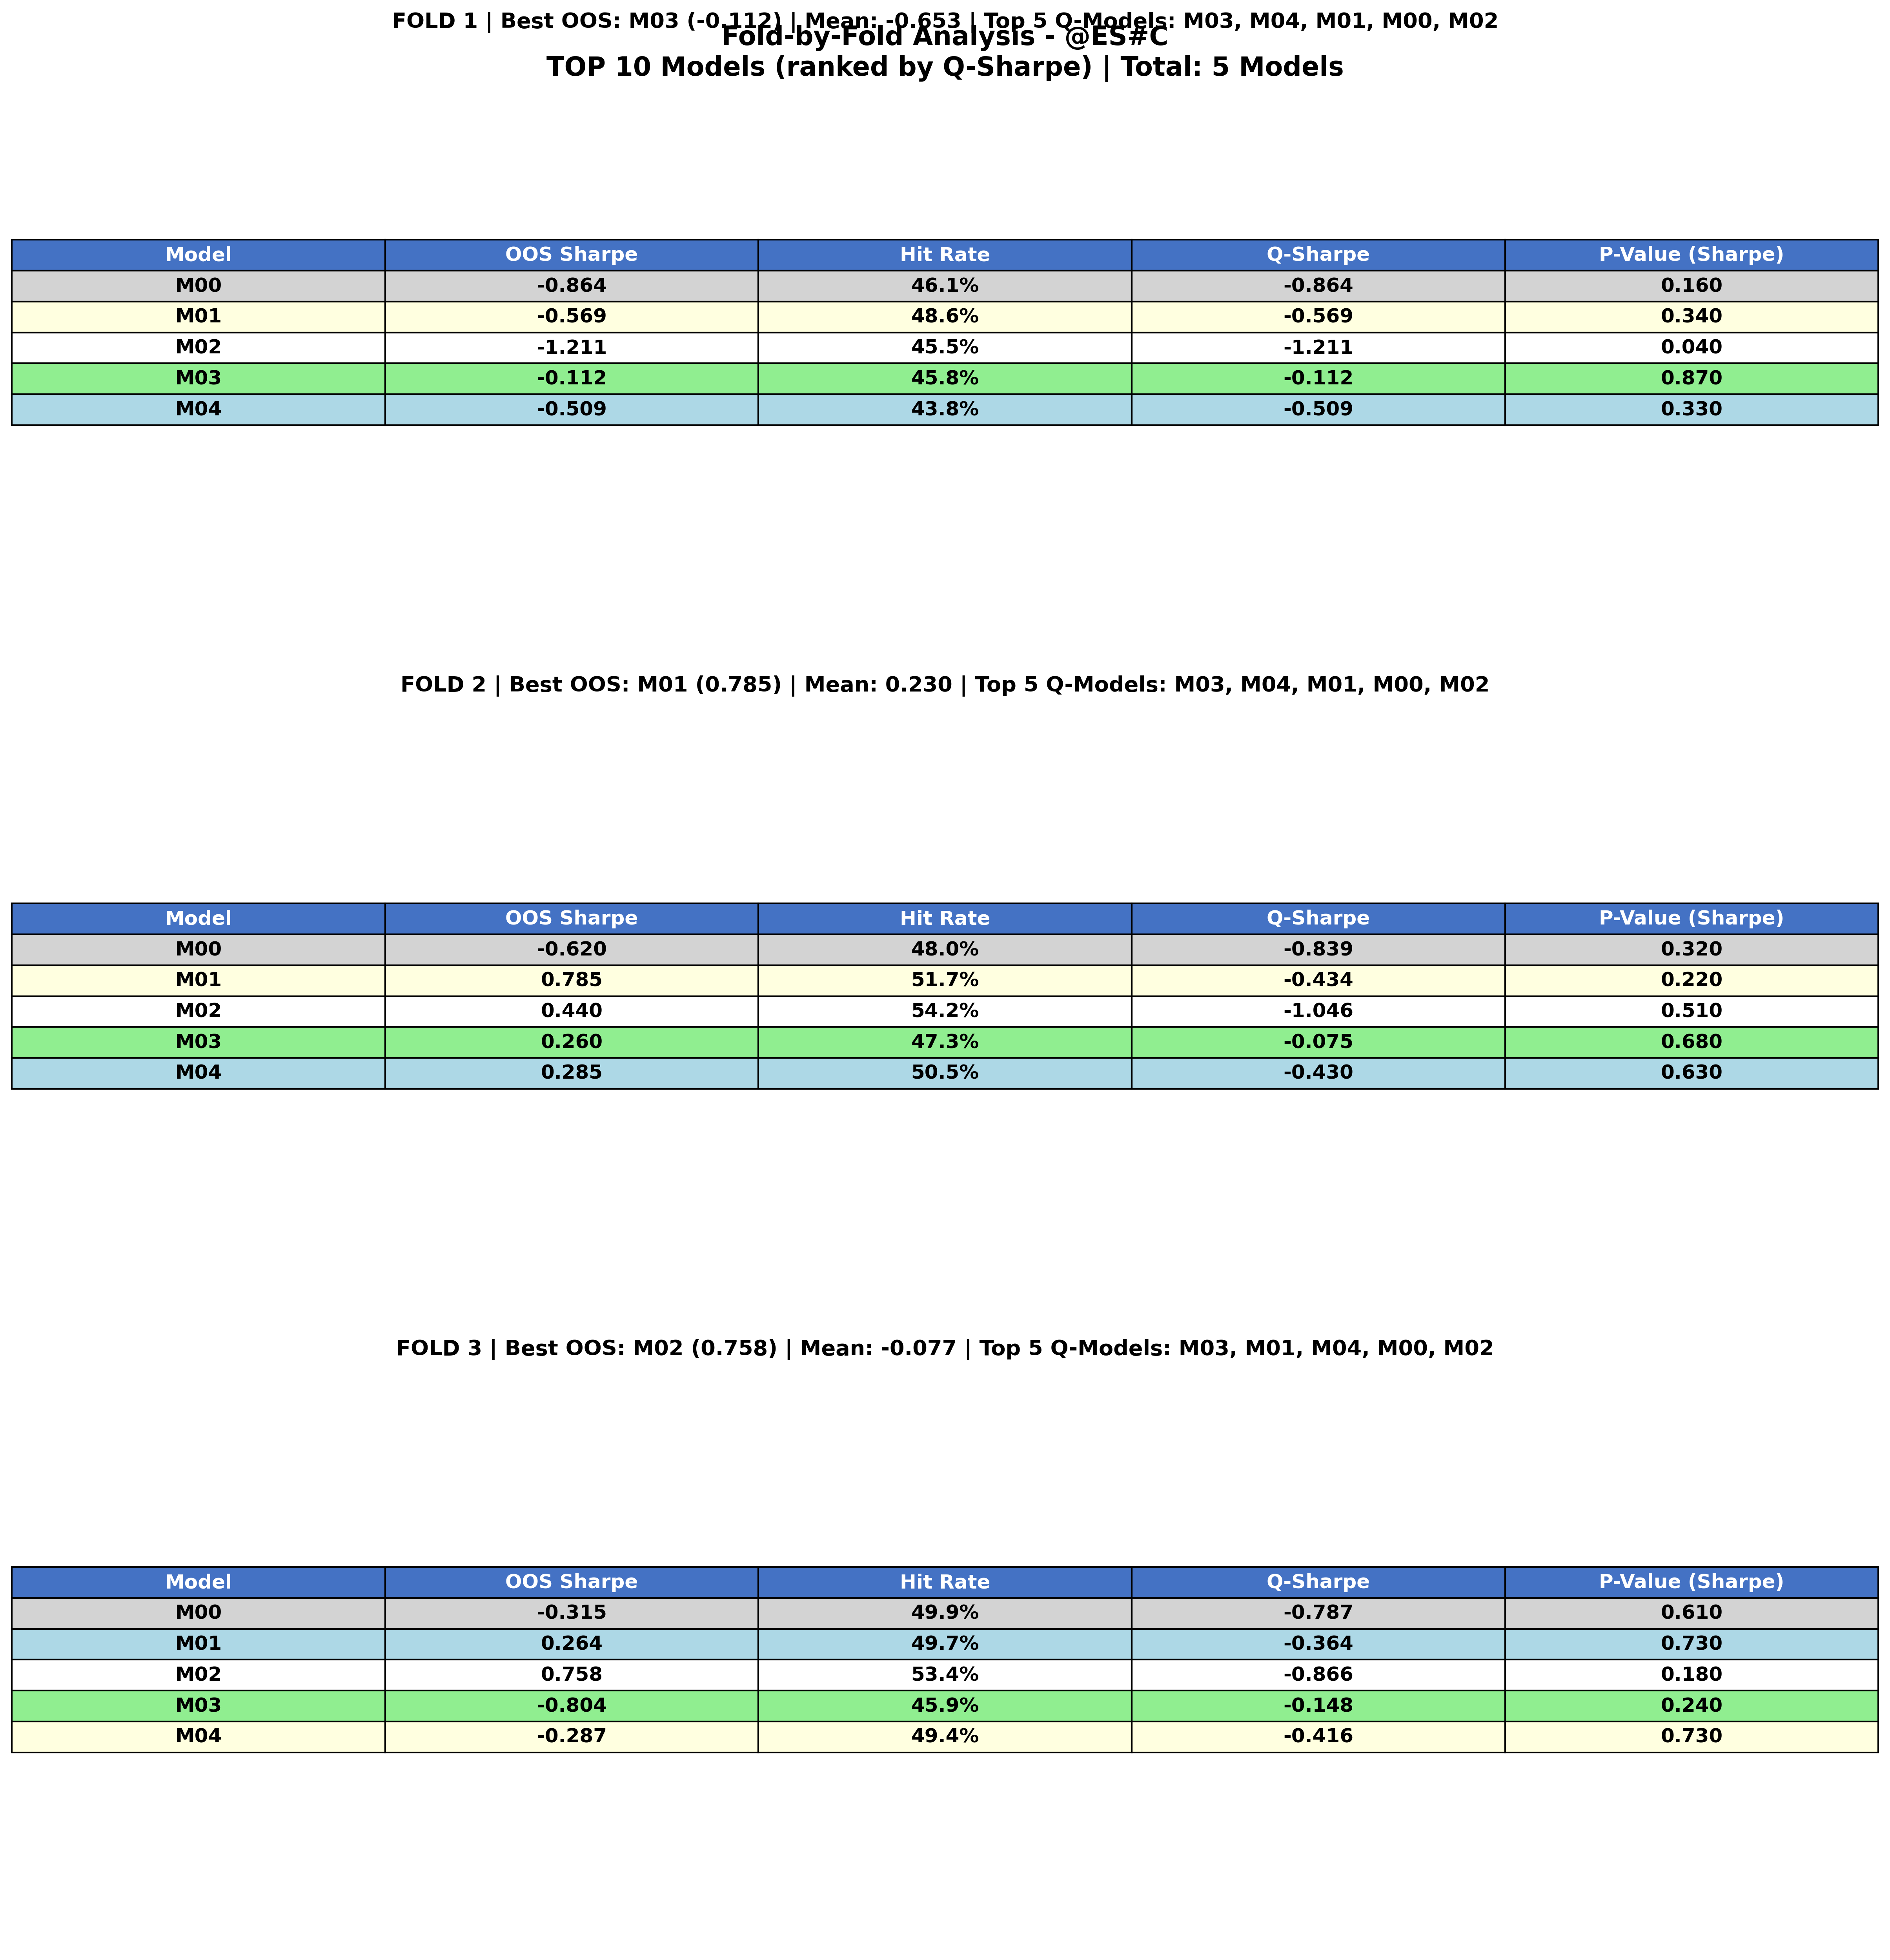 FOLD 1 | Best OOS: M03 (-0.112) | Mean: -0.653 | Top 5 Q-Models: M03, M04, M01, M00, M02
Fold-by-Fold Analysis - @ES#C
TOP 10 Models (ranked by Q-Sharpe) | Total: 5 Models
Model OOS Sharpe Hit Rate Q-Sharpe P-Value (Sharpe)
M00 -0.864 46.1% -0.864 0.160
M01 -0.569 48.6% -0.569 0.340
M02 -1.211 45.5% -1.211 0.040
M03 -0.112 45.8% -0.112 0.870
M04 -0.509 43.8% -0.509 0.330
FOLD 2 | Best OOS: M01 (0.785) | Mean: 0.230 | Top 5 Q-Models: M03, M04, M01, M00, M02
Model OOS Sharpe Hit Rate Q-Sharpe P-Value (Sharpe)
M00 -0.620 48.0% -0.839 0.320
M01 0.785 51.7% -0.434 0.220
M02 0.440 54.2% -1.046 0.510
M03 0.260 47.3% -0.075 0.680
M04 0.285 50.5% -0.430 0.630
FOLD 3 | Best OOS: M02 (0.758) | Mean: -0.077 | Top 5 Q-Models: M03, M01, M04, M00, M02
Model OOS Sharpe Hit Rate Q-Sharpe P-Value (Sharpe)
M00 -0.315 49.9% -0.787 0.610
M01 0.264 49.7% -0.364 0.730
M02 0.758 53.4% -0.866 0.180
M03 -0.804 45.9% -0.148 0.240
M04 -0.287 49.4% -0.416 0.730